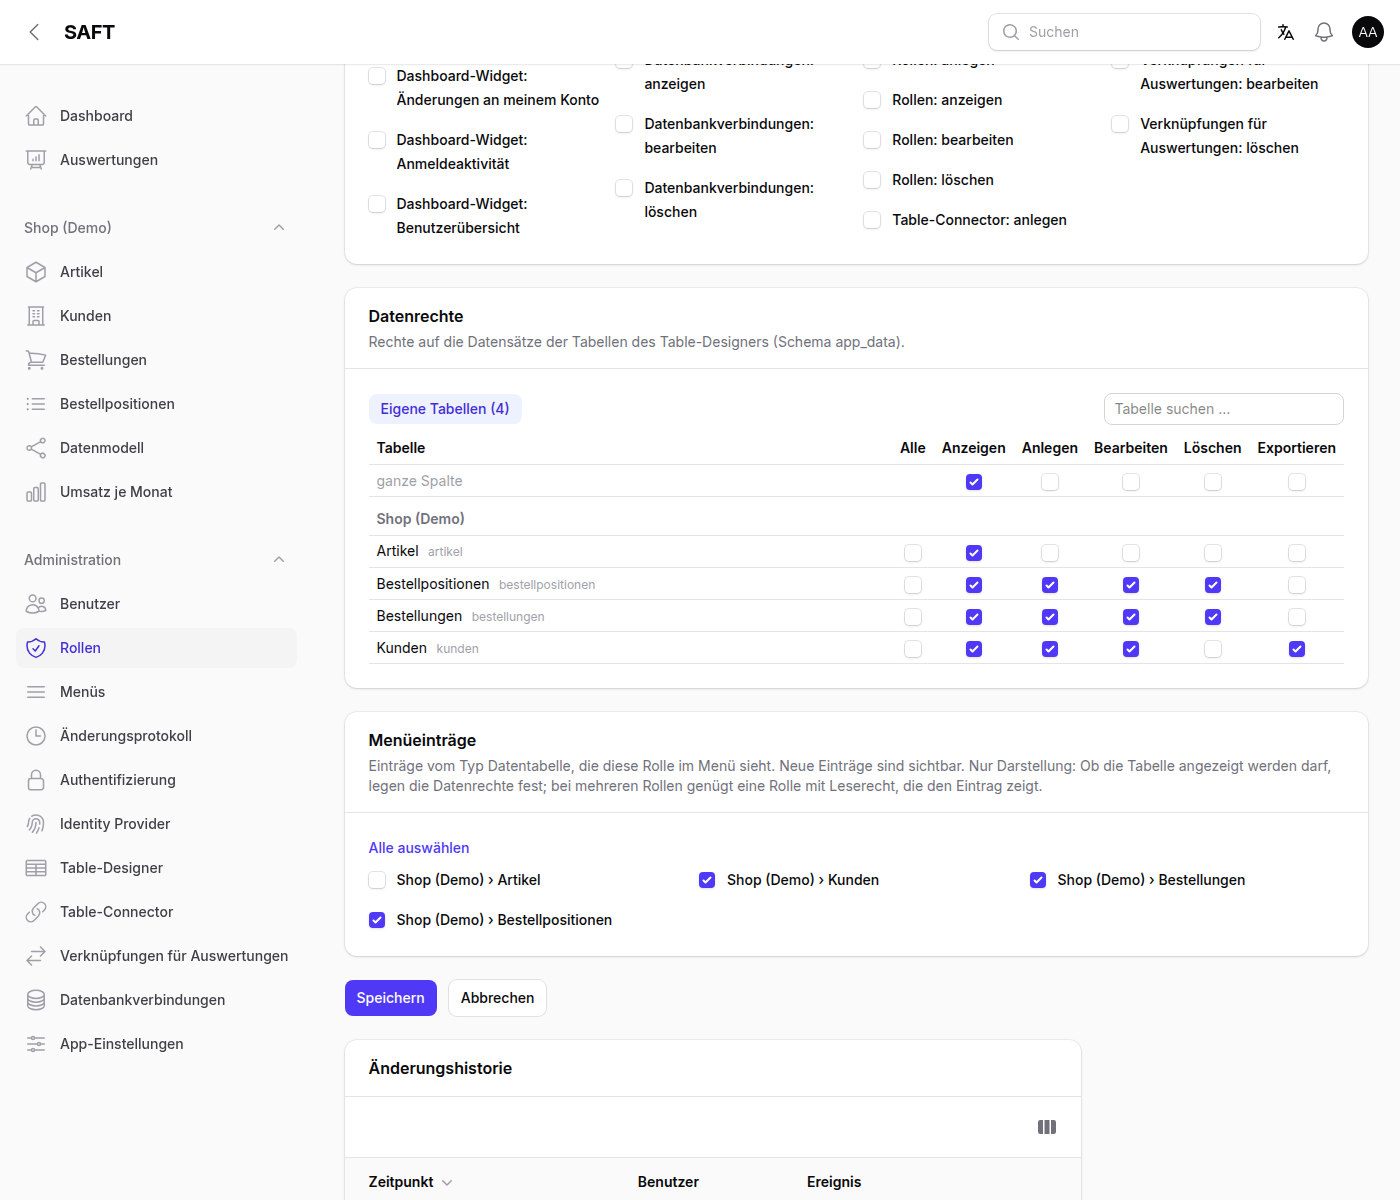 SAFT
Suchen
AA
Dashboard
Auswertungen
Shop (Demo)
Artikel
Kunden
Bestellungen
Bestellpositionen
Datenmodell
Umsatz je Monat
Administration
Benutzer
Rollen
Menüs
Änderungsprotokoll
Authentifizierung
Identity Provider
Table-Designer
Table-Connector
Verknüpfungen für Auswertungen
Datenbankverbindungen
App-Einstellungen
Dashboard-Widget:
Änderungen an meinem Konto
Dashboard-Widget:
Anmeldeaktivität
Dashboard-Widget:
Benutzerübersicht
Datenbankverbindungen:
anzeigen
Datenbankverbindungen:
bearbeiten
Datenbankverbindungen:
löschen
Rollen: anlegen
Rollen: anzeigen
Rollen: bearbeiten
Rollen: löschen
Table-Connector: anlegen
Verknüpfungen für
Auswertungen: bearbeiten
Verknüpfungen für
Auswertungen: löschen
Datenrechte
Rechte auf die Datensätze der Tabellen des Table-Designers (Schema app_data).
Eigene Tabellen (4)
Tabelle suchen ...
Tabelle Alle Anzeigen Anlegen Bearbeiten Löschen Exportieren
ganze Spalte
Shop (Demo)
Artikel artikel
Bestellpositionen bestellpositionen
Bestellungen bestellungen
Kunden kunden
Menüeinträge
Einträge vom Typ Datentabelle, die diese Rolle im Menü sieht. Neue Einträge sind sichtbar. Nur Darstellung: Ob die Tabelle angezeigt werden darf,
legen die Datenrechte fest; bei mehreren Rollen genügt eine Rolle mit Leserecht, die den Eintrag zeigt.
Alle auswählen
Shop (Demo) › Artikel
Shop (Demo) › Kunden
Shop (Demo) › Bestellungen
Shop (Demo) › Bestellpositionen
Speichern
Abbrechen
Änderungshistorie
Zeitpunkt Benutzer Ereignis